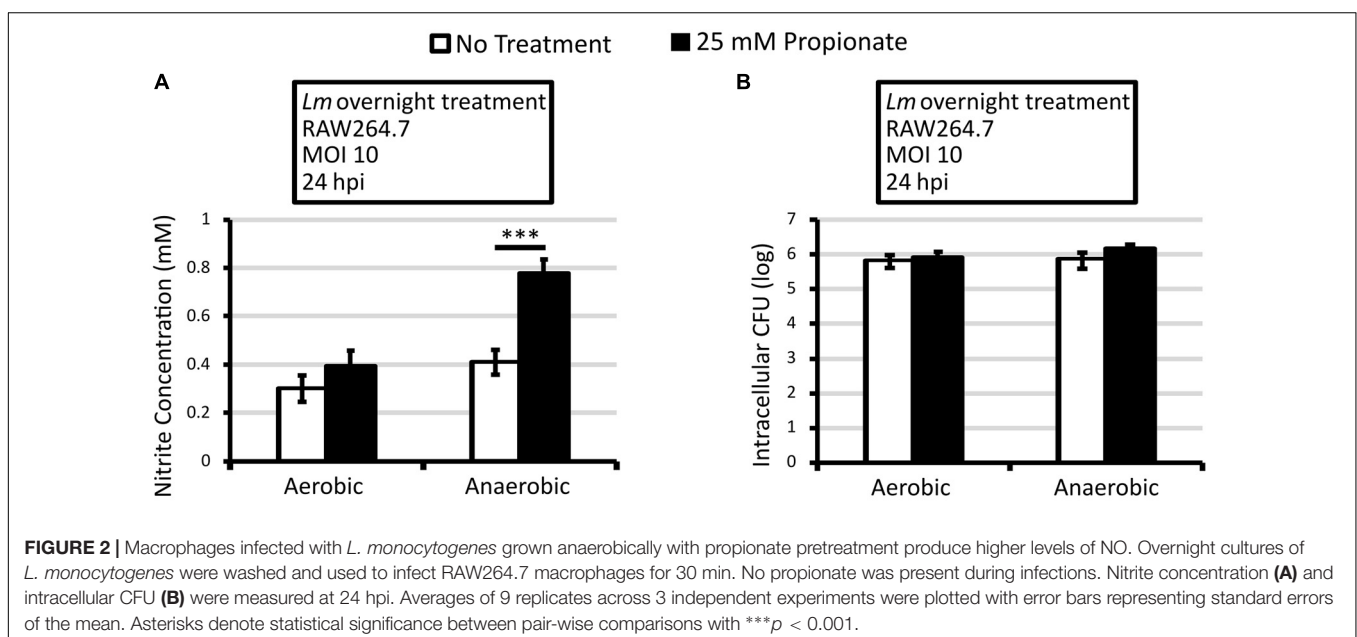 No Treatment 25 mM Propionate
A
Lm overnight treatment
RAW264.7
MOI 10
24 hpi
Nitrite Concentration (mM)
1
0.8
0.6
0.4
0.2
0
***
Aerobic Anaerobic
B
Lm overnight treatment
RAW264.7
MOI 10
24 hpi
Intracellular CFU (log)
7
6
5
4
3
2
1
0
Aerobic Anaerobic
FIGURE 2 | Macrophages infected with L. monocytogenes grown anaerobically with propionate pretreatment produce higher levels of NO. Overnight cultures of
L. monocytogenes were washed and used to infect RAW264.7 macrophages for 30 min. No propionate was present during infections. Nitrite concentration (A) and
intracellular CFU (B) were measured at 24 hpi. Averages of 9 replicates across 3 independent experiments were plotted with error bars representing standard errors
of the mean. Asterisks denote statistical significance between pair-wise comparisons with ***p < 0.001.